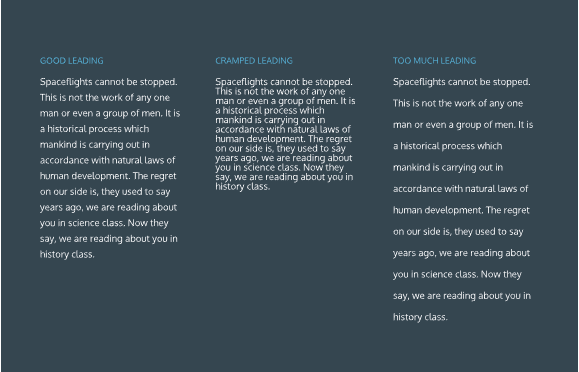 GOOD LEADING
Spaceflights cannot be stopped.
This is not the work of any one
man or even a group of men. It is
a historical process which
mankind is carrying out in
accordance with natural laws of
human development. The regret
on our side is, they used to say
years ago, we are reading about
you in science class. Now they
say, we are reading about you in
history class.
CRAMPED LEADING
Spaceflights cannot be stopped.
This is not the work of any one
man or even a group of men. It is
a historical process which
mankind is carrying out in
accordance with natural laws of
human development. The regret
on our side is, they used to say
years ago, we are reading about
you in science class. Now they
say, we are reading about you in
history class.
TOO MUCH LEADING
Spaceflights cannot be stopped.
This is not the work of any one
man or even a group of men. It is
a historical process which
mankind is carrying out in
accordance with natural laws of
human development. The regret
on our side is, they used to say
years ago, we are reading about
you in science class. Now they
say, we are reading about you in
history class.